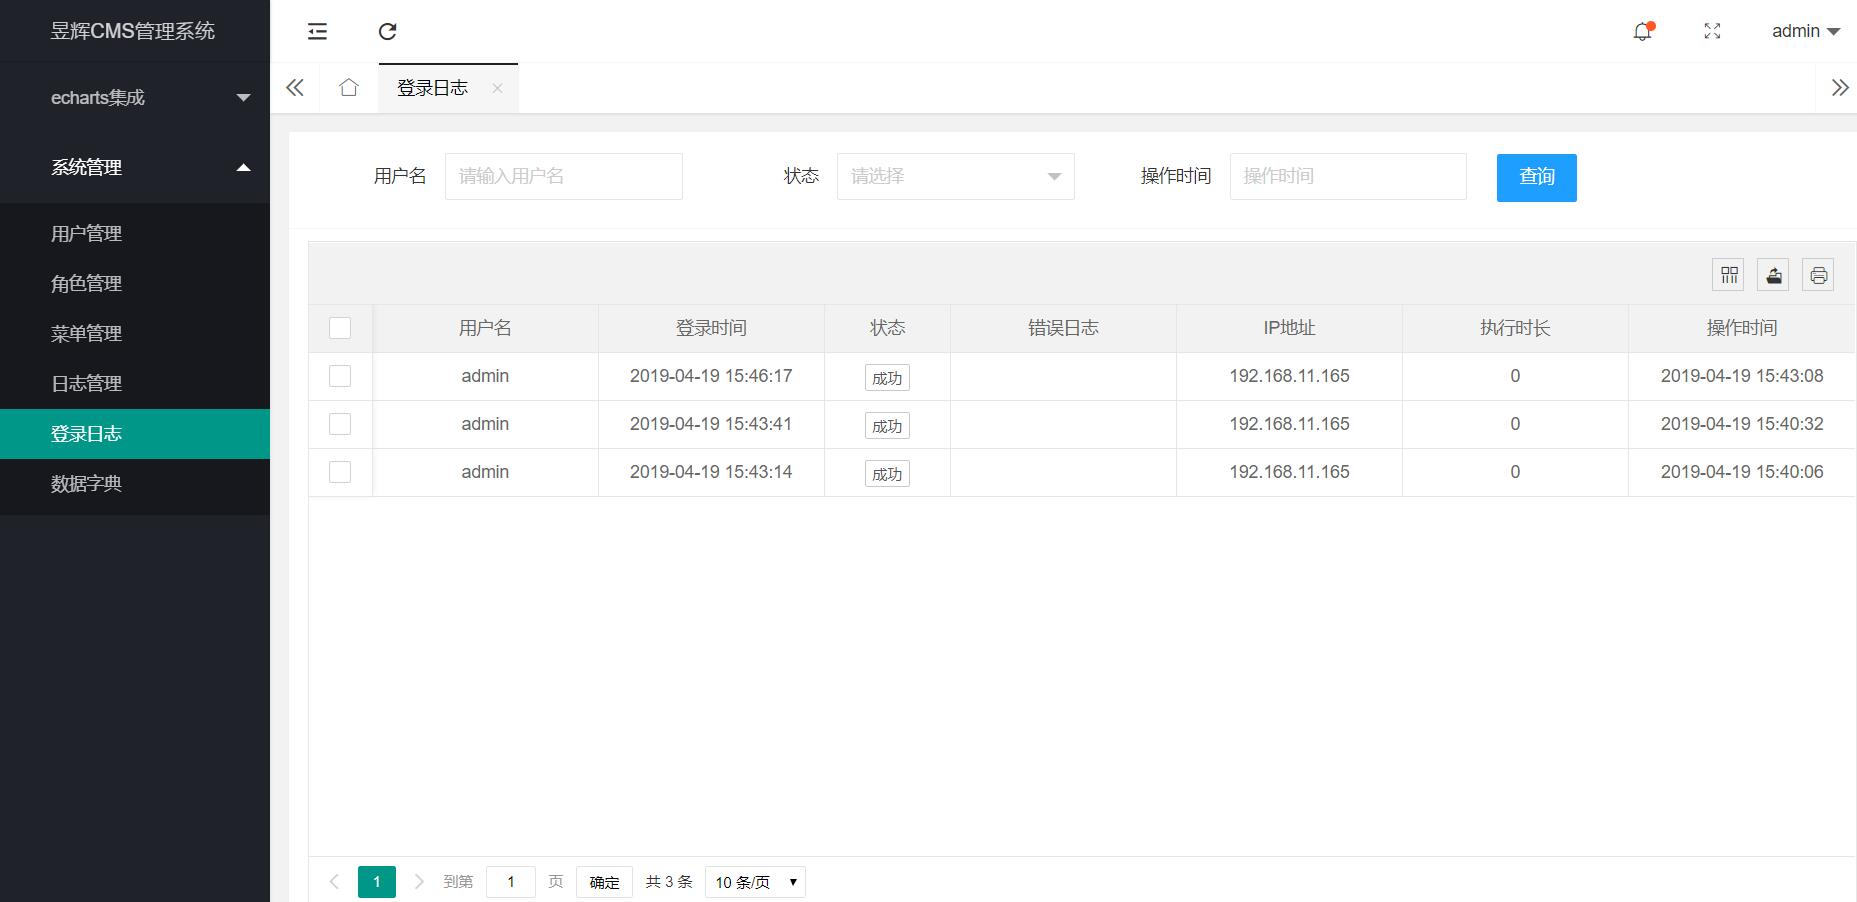 昱辉CMS管理系统
admin
echarts集成
登录日志
系统管理
用户名 请输入用户名 状态 请选择 操作时间 操作时间 查询
用户管理
角色管理
菜单管理
日志管理
登录日志
数据字典
用户名 登录时间 状态 错误日志 IP地址 执行时长 操作时间
admin 2019-04-19 15:46:17 成功 192.168.11.165 0 2019-04-19 15:43:08
admin 2019-04-19 15:43:41 成功 192.168.11.165 0 2019-04-19 15:40:32
admin 2019-04-19 15:43:14 成功 192.168.11.165 0 2019-04-19 15:40:06
1 到第 1 页 确定 共 3 条 10 条/页